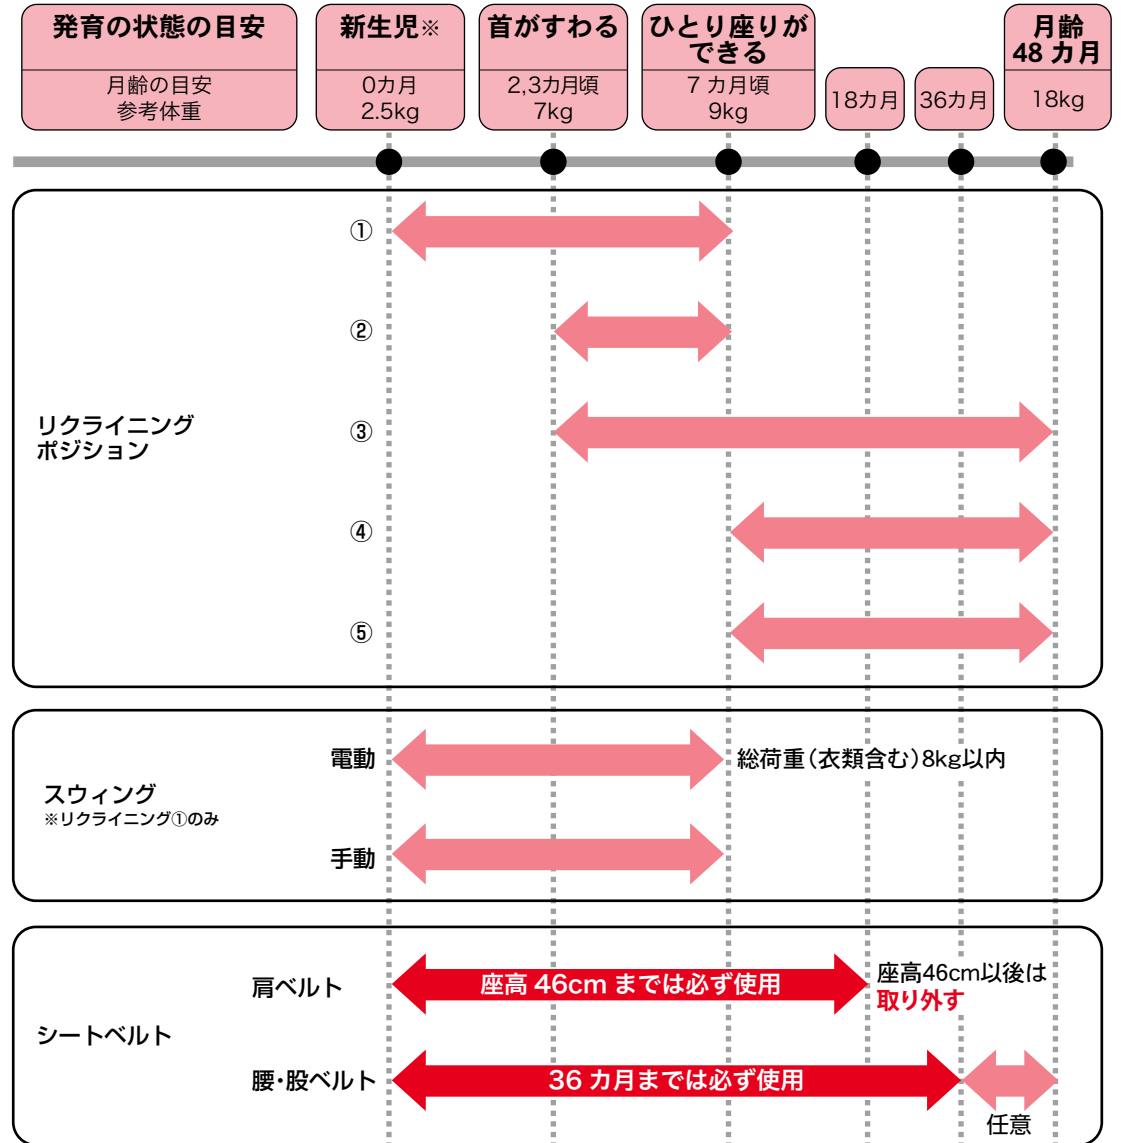 発育の状態の目安
月齢の目安
参考体重
新生児※
0カ月
2.5kg
首がすわる
2,3カ月頃
7kg
ひとり座りが
できる
7 カ月頃
9kg
18カ月
36カ月
月齢
48 カ月
18kg
リクライニング
ポジション
①
②
③
④
⑤
スウィング
※リクライニング①のみ
電動
総荷重（衣類含む）8kg以内
手動
シートベルト
肩ベルト
座高 46cm までは必ず使用
座高46cm以後は
取り外す
腰・股ベルト
36 カ月までは必ず使用
任意